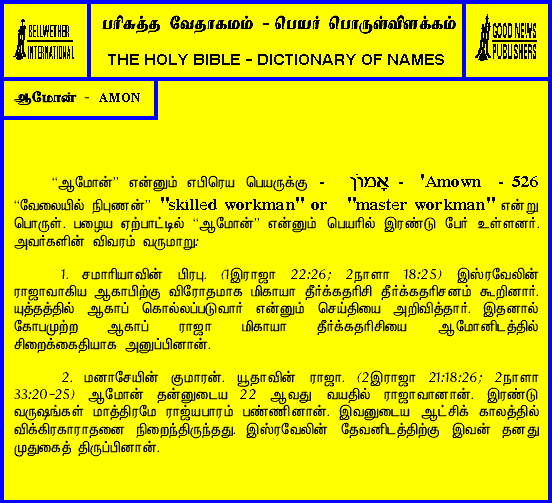 BELLWETHER
INTERNATIONAL
பரிசுத்த வேதாகமம் - பெயர் பொருள்விளக்கம்
THE HOLY BIBLE - DICTIONARY OF NAMES
GOOD NEWS
PUBLISHERS
ஆமோன் - AMON
“ஆமோன்” என்னும் எபிரெய பெயருக்கு - אָמוֹן - 'Amown - 526
“வேலையில் நிபுணன்” "skilled workman" or "master workman" என்று
பொருள். பழைய ஏற்பாட்டில் “ஆமோன்” என்னும் பெயரில் இரண்டு பேர் உள்ளனர்.
அவர்களின் விவரம் வருமாறு:
1. சமாரியாவின் பிரபு. (1இராஜா 22:26; 2நாளா 18:25) இஸ்ரவேலின்
ராஜாவாகிய ஆகாபிற்கு விரோதமாக மிகாயா தீர்க்கதரிசி தீர்க்கதரிசனம் கூறினார்.
யுத்தத்தில் ஆகாப் கொல்லப்படுவார் என்னும் செய்தியை அறிவித்தார். இதனால்
கோபமுற்ற ஆகாப் ராஜா மிகாயா தீர்க்கதரிசியை ஆமோனிடத்தில்
சிறைக்கைதியாக அனுப்பினான்.
2. மனாசேயின் குமாரன். யூதாவின் ராஜா. (2இராஜா 21:18:26; 2நாளா
33:20-25) ஆமோன் தன்னுடைய 22 ஆவது வயதில் ராஜாவானான். இரண்டு
வருஷங்கள் மாத்திரமே ராஜ்யபாரம் பண்ணினான். இவனுடைய ஆட்சிக் காலத்தில்
விக்கிரகாராதனை நிறைந்திருந்தது. இஸ்ரவேலின் தேவனிடத்திற்கு இவன் தனது
முதுகைத் திருப்பினான்.